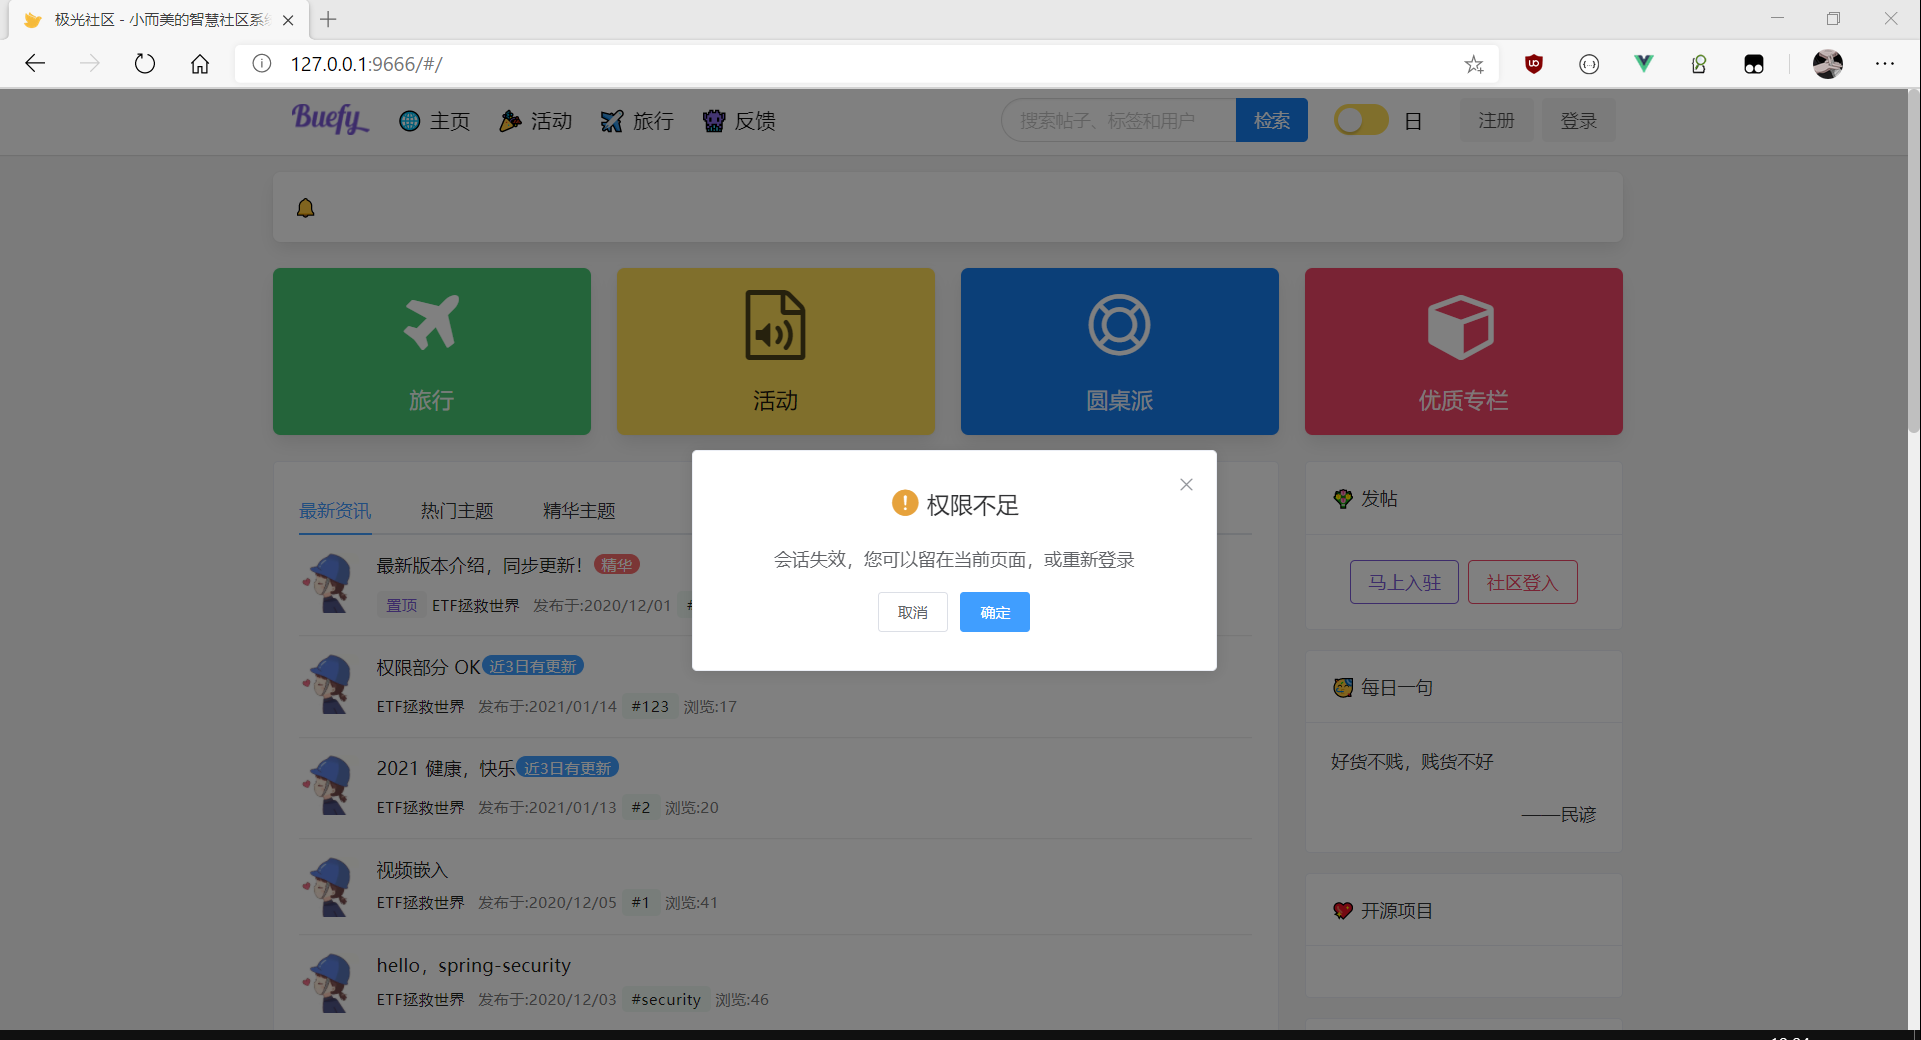 极光社区 - 小而美的智慧社区系统
127.0.0.1:9666/#/
Buefy
主页
活动
旅行
反馈
搜索帖子、标签和用户
检索
日
注册
登录
旅行
活动
圆桌派
优质专栏
权限不足
会话失效，您可以留在当前页面，或重新登录
取消
确定
最新资讯
热门主题
精华主题
最新版本介绍，同步更新！ 精华
置顶 ETF拯救世界 发布于:2020/12/01 #
权限部分 OK 近3日有更新
ETF拯救世界 发布于:2021/01/14 #123 浏览:17
2021 健康，快乐 近3日有更新
ETF拯救世界 发布于:2021/01/13 #2 浏览:20
视频嵌入
ETF拯救世界 发布于:2020/12/05 #1 浏览:41
hello，spring-security
ETF拯救世界 发布于:2020/12/03 #security 浏览:46
发帖
马上入驻
社区登入
每日一句
好货不贱，贱货不好
——民谚
开源项目